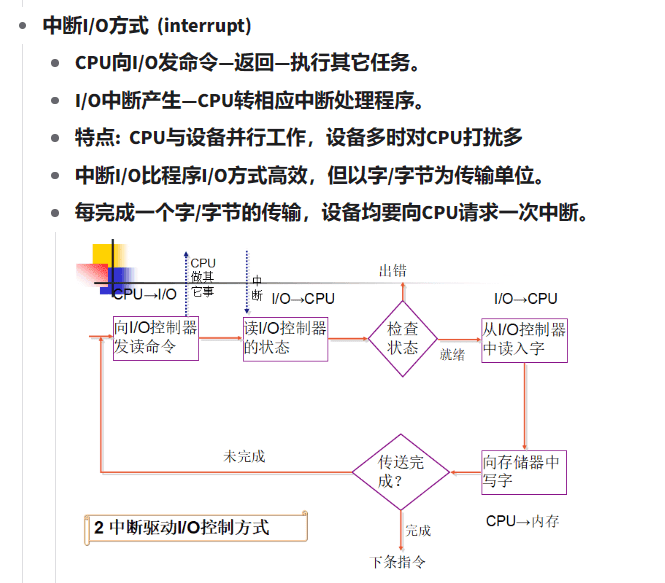 中断I/O方式 (interrupt)
CPU向I/O发命令—返回—执行其它任务。
I/O中断产生—CPU转相应中断处理程序。
特点: CPU与设备并行工作，设备多时对CPU打扰多
中断I/O比程序I/O方式高效，但以字/字节为传输单位。
每完成一个字/字节的传输，设备均要向CPU请求一次中断。
CPU
做其
它事
中
断
出错
CPU→I/O
I/O→CPU
I/O→CPU
向I/O控制器
发读命令
读I/O控制器
的状态
检查
状态
就绪
从I/O控制器
中读入字
未完成
传送完
成?
向存储器中
写字
CPU→内存
2 中断驱动I/O控制方式
完成
下条指令